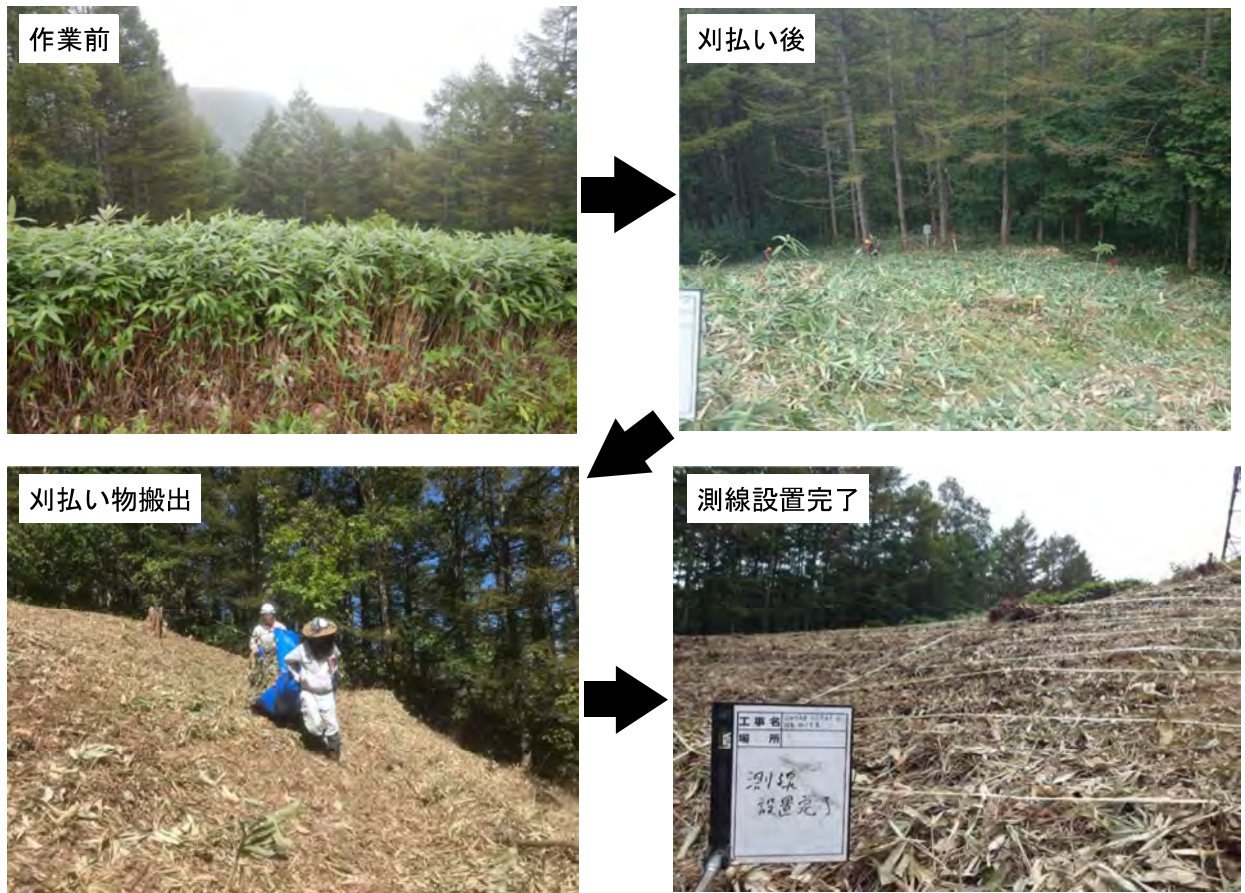 作業前
刈払い後
刈払い物搬出
測線設置完了
工事名
場所
測線
設置完了